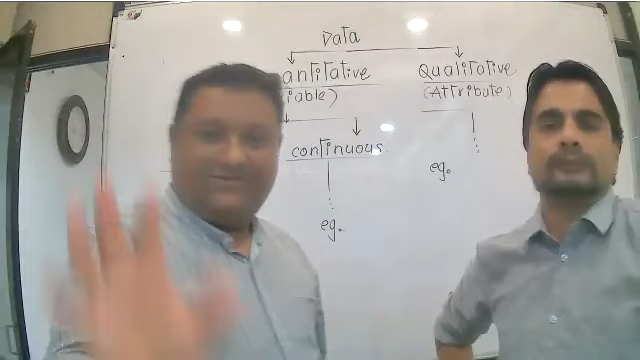 Data
antitative Qualitative
iable) (Attribute)
continuous
eg.
eg.